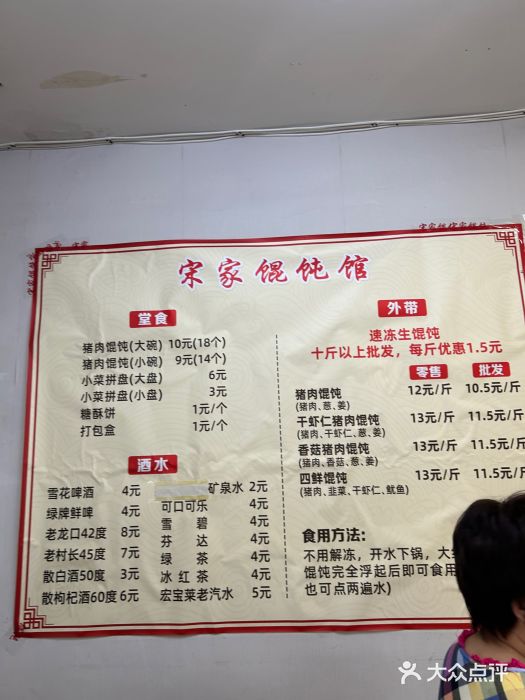 宋家馄饨馆
堂食
猪肉馄饨(大碗) 10元(18个)
猪肉馄饨(小碗) 9元(14个)
小菜拼盘(大盘) 6元
小菜拼盘(小盘) 3元
糖酥饼 1元/个
打包盒 1元/个
酒水
雪花啤酒 4元
绿牌鲜啤 4元
老龙口42度 8元
老村长45度 7元
散白酒50度 3元
散枸杞酒60度 6元
矿泉水 2元
可口可乐 4元
雪碧 4元
芬达 4元
绿茶 4元
冰红茶 4元
宏宝莱老汽水 5元
外带
速冻生馄饨
十斤以上批发，每斤优惠1.5元
零售 批发
猪肉馄饨 12元/斤 10.5元/斤
(猪肉、葱、姜)
干虾仁猪肉馄饨 13元/斤 11.5元/斤
(猪肉、干虾仁、葱、姜)
香菇猪肉馄饨 13元/斤 11.5元/斤
(猪肉、香菇、葱、姜)
四鲜馄饨 13元/斤 11.5元/斤
(猪肉、韭菜、干虾仁、鱿鱼)
食用方法：
不用解冻，开水下锅，大
馄饨完全浮起后即可食用
也可点两遍水)
大众点评